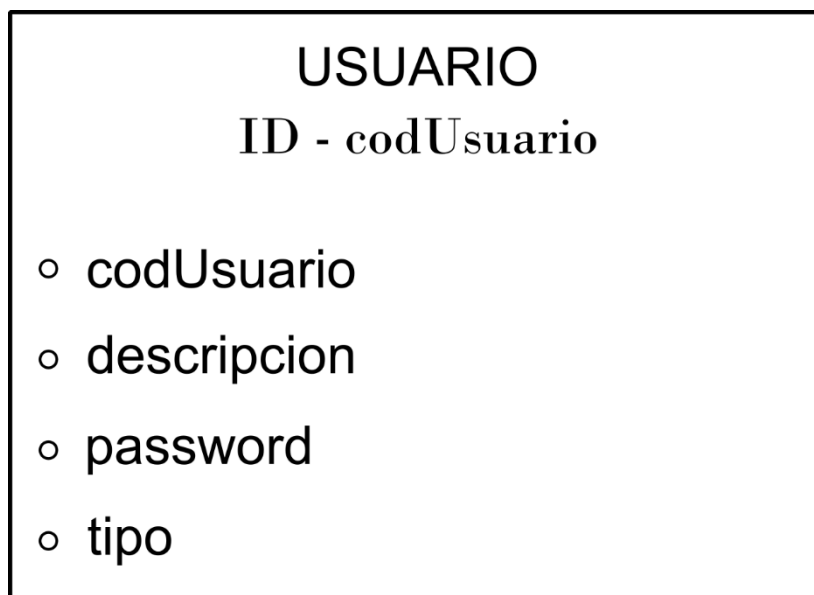 USUARIO
ID - codUsuario
codUsuario
descripcion
password
tipo